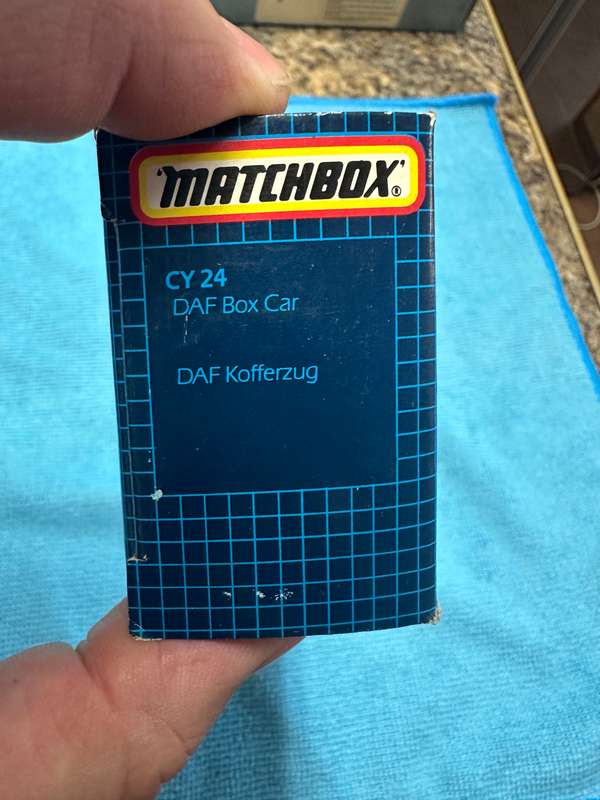 'MATCHBOX'®
CY 24
DAF Box Car
DAF Kofferzug